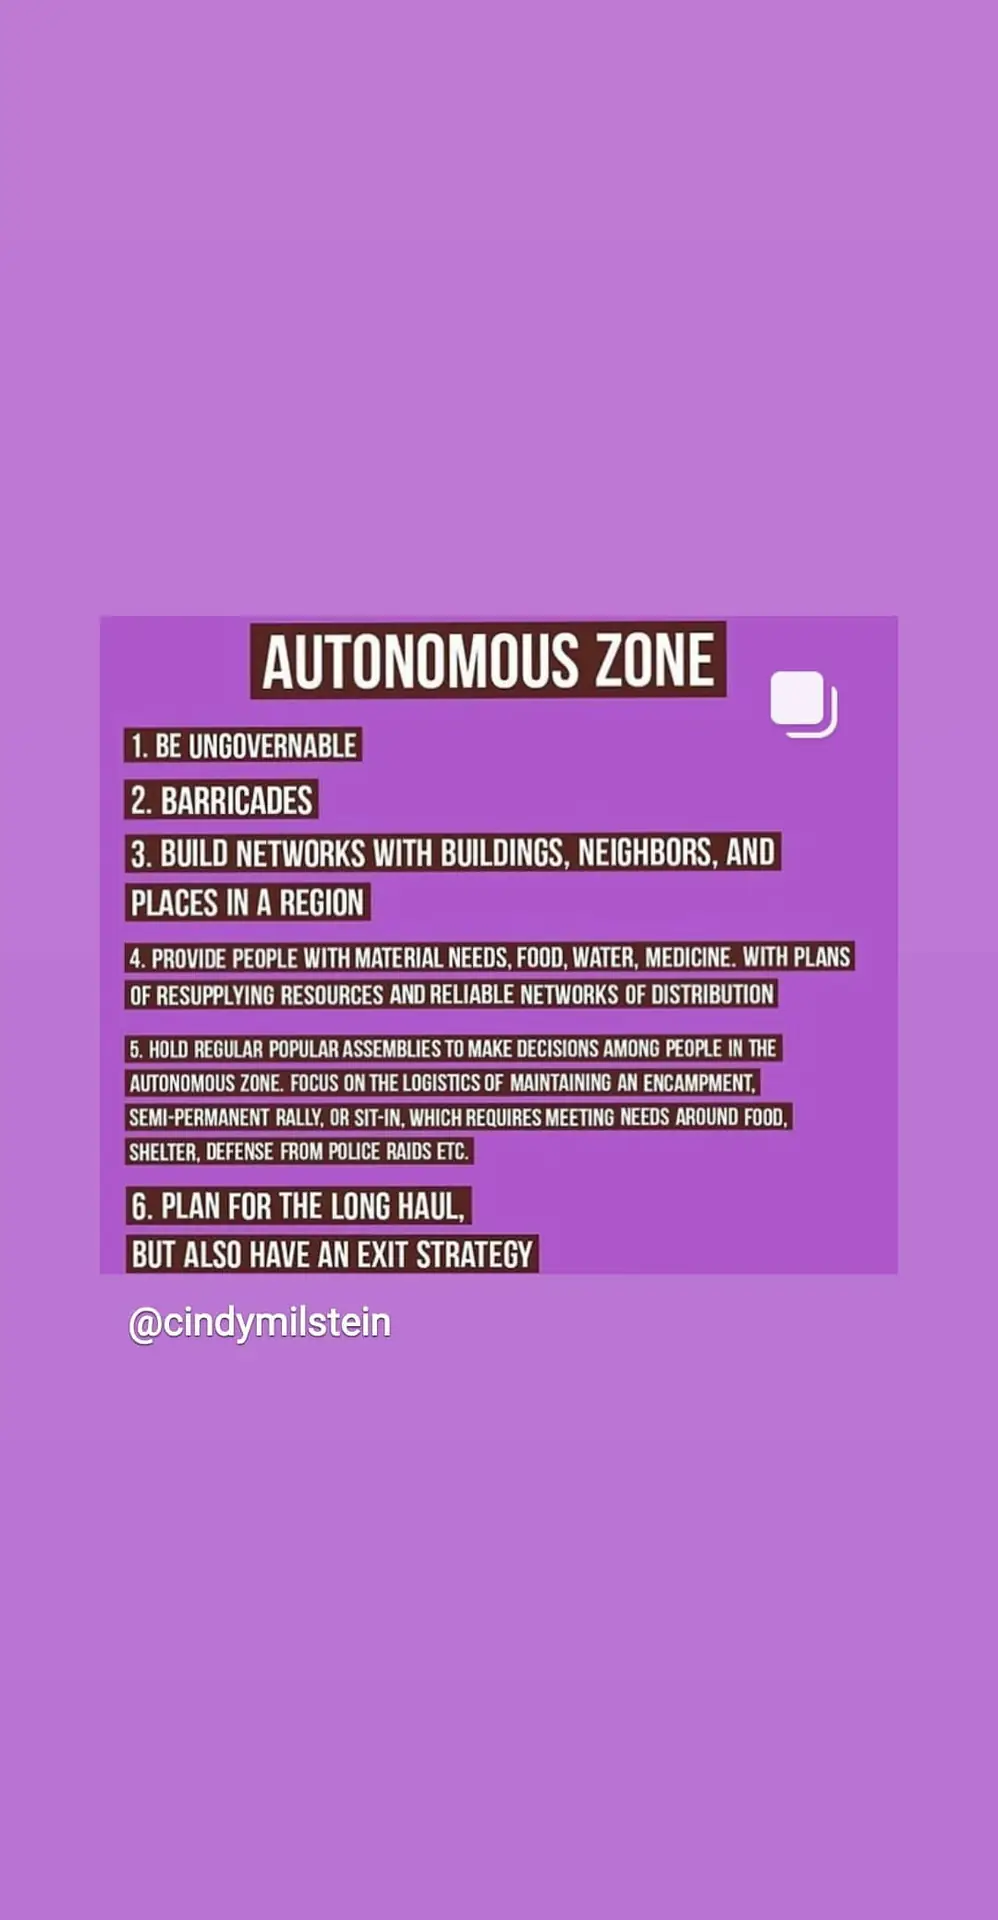 AUTONOMOUS ZONE
1. BE UNGOVERNABLE
2. BARRICADES
3. BUILD NETWORKS WITH BUILDINGS, NEIGHBORS, AND
PLACES IN A REGION
4. PROVIDE PEOPLE WITH MATERIAL NEEDS, FOOD, WATER, MEDICINE. WITH PLANS
OF RESUPPLYING RESOURCES AND RELIABLE NETWORKS OF DISTRIBUTION
5. HOLD REGULAR POPULAR ASSEMBLIES TO MAKE DECISIONS AMONG PEOPLE IN THE
AUTONOMOUS ZONE. FOCUS ON THE LOGISTICS OF MAINTAINING AN ENCAMPMENT,
SEMI-PERMANENT RALLY, OR SIT-IN, WHICH REQUIRES MEETING NEEDS AROUND FOOD,
SHELTER, DEFENSE FROM POLICE RAIDS ETC.
6. PLAN FOR THE LONG HAUL,
BUT ALSO HAVE AN EXIT STRATEGY
@cindymilstein